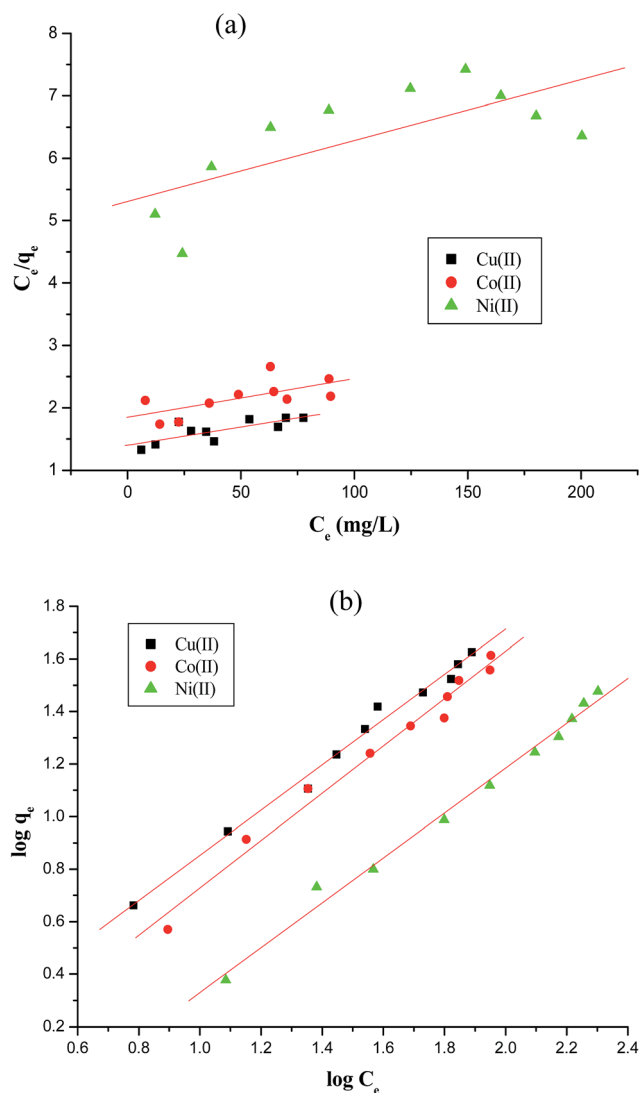 (a)
8
7
6
5
4
3
2
1
Ce/qe
Cu(II)
Co(II)
Ni(II)
0 50 100 150 200
Ce (mg/L)
(b)
1.8
1.6
1.4
1.2
1.0
0.8
0.6
0.4
0.2
log qe
Cu(II)
Co(II)
Ni(II)
0.6 0.8 1.0 1.2 1.4 1.6 1.8 2.0 2.2 2.4
log Ce